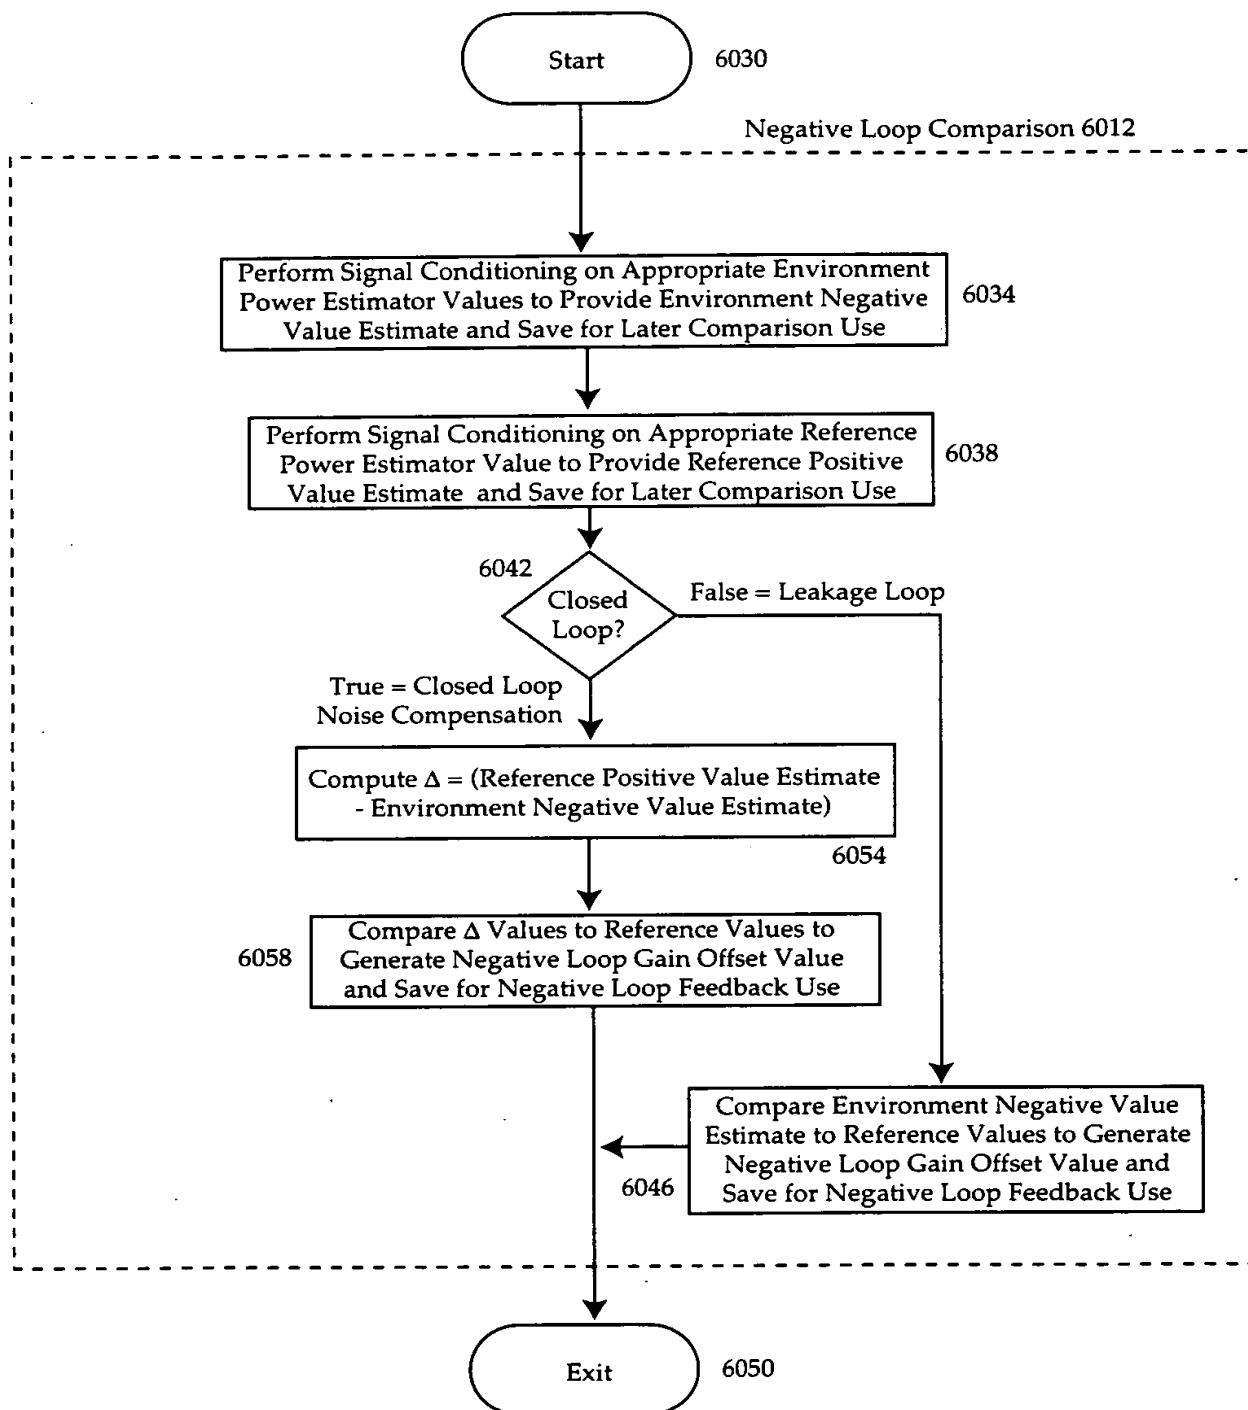 Start
6030
Negative Loop Comparison 6012
Perform Signal Conditioning on Appropriate Environment
Power Estimator Values to Provide Environment Negative
Value Estimate and Save for Later Comparison Use
6034
Perform Signal Conditioning on Appropriate Reference
Power Estimator Value to Provide Reference Positive
Value Estimate and Save for Later Comparison Use
6038
6042
Closed
Loop?
False = Leakage Loop
True = Closed Loop
Noise Compensation
Compute Δ = (Reference Positive Value Estimate
- Environment Negative Value Estimate)
6054
6058
Compare Δ Values to Reference Values to
Generate Negative Loop Gain Offset Value
and Save for Negative Loop Feedback Use
Compare Environment Negative Value
Estimate to Reference Values to Generate
Negative Loop Gain Offset Value and
Save for Negative Loop Feedback Use
6046
Exit
6050